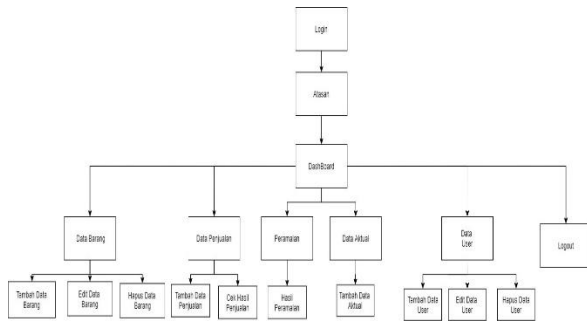 Login
Atasan
DashBoard
Data Barang
Data Penjualan
Peramalan
Data Aktual
Data
User
Logout
Tambah Data
Barang
Edit Data
Barang
Hapus Data
Barang
Tambah Data
Penjualan
Cek Hasil
Penjualan
Hasil
Peramalan
Tambah Data
Aktual
Tambah Data
User
Edit Data
User
Hapus Data
User